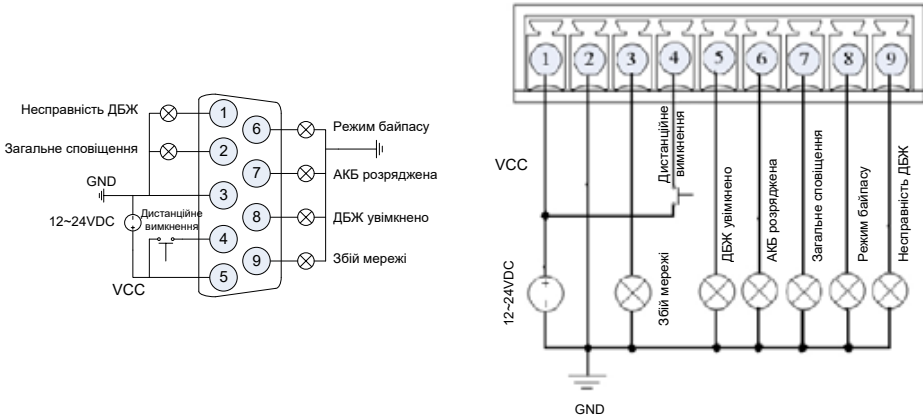 Несправність ДБЖ
Загальне сповіщення
GND
12~24VDC
Дистанційне
вимкнення
VCC
1
2
3
4
5
6
7
8
9
Режим байпасу
АКБ розряджена
ДБЖ увімкнено
Збій мережі
1
2
3
4
5
6
7
8
9
VCC
12~24VDC
Збій мережі
Дистанційне
вимкнення
ДБЖ увімкнено
АКБ розряджена
Загальне сповіщення
Режим байпасу
Несправність ДБЖ
GND